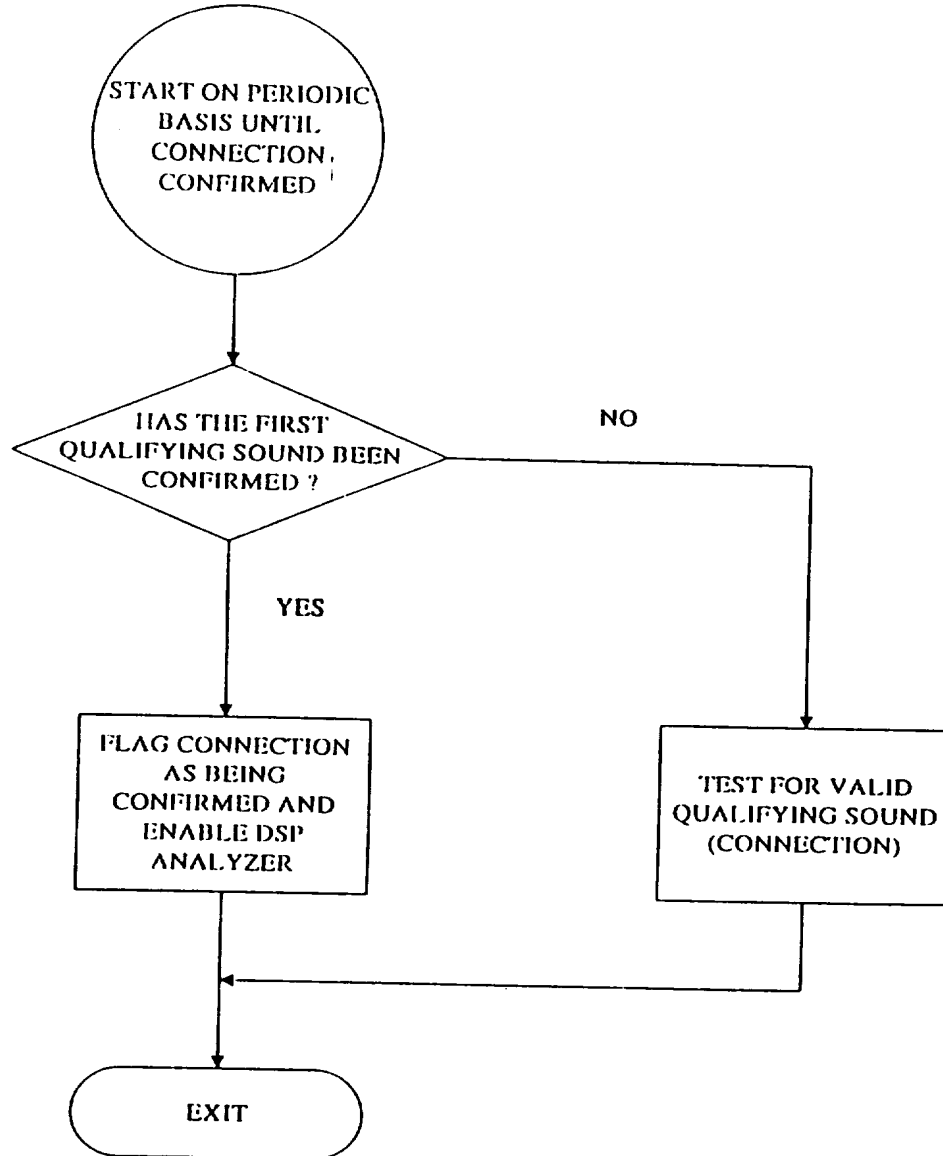 START ON PERIODIC
BASIS UNTIL
CONNECTION
CONFIRMED
HAS THE FIRST
QUALIFYING SOUND BEEN
CONFIRMED ?
NO
YES
FLAG CONNECTION
AS BEING
CONFIRMED AND
ENABLE DSP
ANALYZER
TEST FOR VALID
QUALIFYING SOUND
(CONNECTION)
EXIT